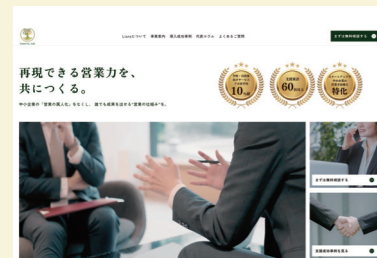 Liansについて 事業案内 導入成功事例 代表コラム よくあるご質問
まずは無料相談する
再現できる営業力を、
共につくる。
中小企業の“営業の属人化”をなくし、誰でも成果を出せる“営業の仕組み”を。
10
60
特化
まずは無料相談する
支援成功事例を見る